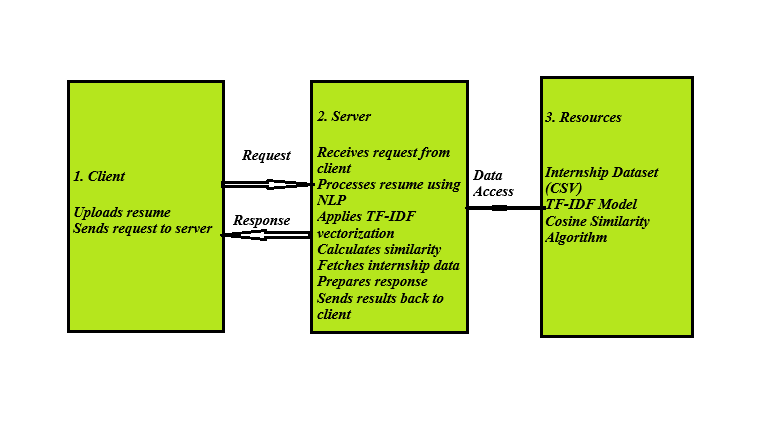 1. Client
Uploads resume
Sends request to server
Request
Response
2. Server
Receives request from
client
Processes resume using
NLP
Applies TF-IDF
vectorization
Calculates similarity
Fetches internship data
Prepares response
Sends results back to
client
Data
Access
3. Resources
Internship Dataset
(CSV)
TF-IDF Model
Cosine Similarity
Algorithm